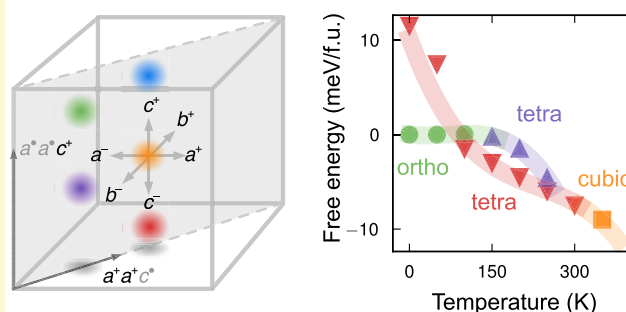 c⁺
b⁺
a⁻ a⁺
b⁻
c⁻
a•a•c⁺
a⁺a⁺c•
Free energy (meV/f.u.)
10
0
−10
tetra
ortho
tetra
cubic
0 150 300
Temperature (K)